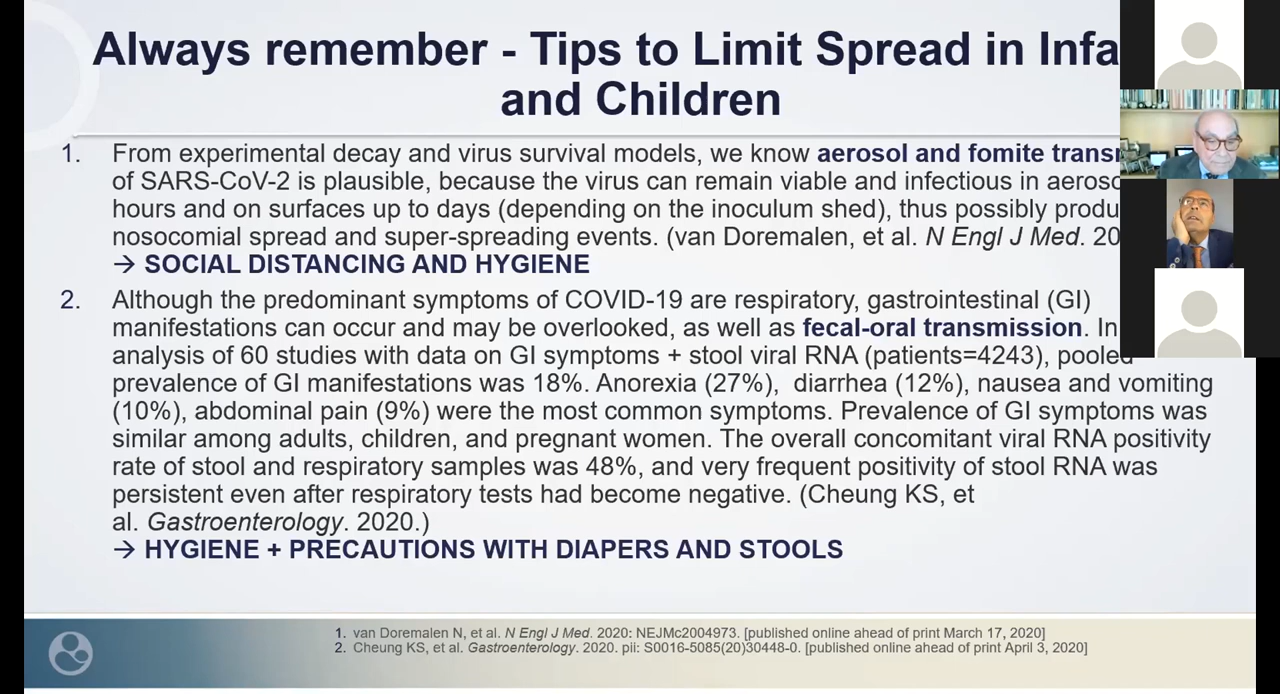 Always remember - Tips to Limit Spread in Infa
and Children
1. From experimental decay and virus survival models, we know aerosol and fomite trans
of SARS-CoV-2 is plausible, because the virus can remain viable and infectious in aeroso
hours and on surfaces up to days (depending on the inoculum shed), thus possibly produ
nosocomial spread and super-spreading events. (van Doremalen, et al. N Engl J Med. 20
→ SOCIAL DISTANCING AND HYGIENE
2. Although the predominant symptoms of COVID-19 are respiratory, gastrointestinal (GI)
manifestations can occur and may be overlooked, as well as fecal-oral transmission. In
analysis of 60 studies with data on GI symptoms + stool viral RNA (patients=4243), pooled
prevalence of GI manifestations was 18%. Anorexia (27%), diarrhea (12%), nausea and vomiting
(10%), abdominal pain (9%) were the most common symptoms. Prevalence of GI symptoms was
similar among adults, children, and pregnant women. The overall concomitant viral RNA positivity
rate of stool and respiratory samples was 48%, and very frequent positivity of stool RNA was
persistent even after respiratory tests had become negative. (Cheung KS, et
al. Gastroenterology. 2020.)
→ HYGIENE + PRECAUTIONS WITH DIAPERS AND STOOLS
1. van Doremalen N, et al. N Engl J Med. 2020: NEJMc2004973. [published online ahead of print March 17, 2020]
2. Cheung KS, et al. Gastroenterology. 2020. pii: S0016-5085(20)30448-0. [published online ahead of print April 3, 2020]